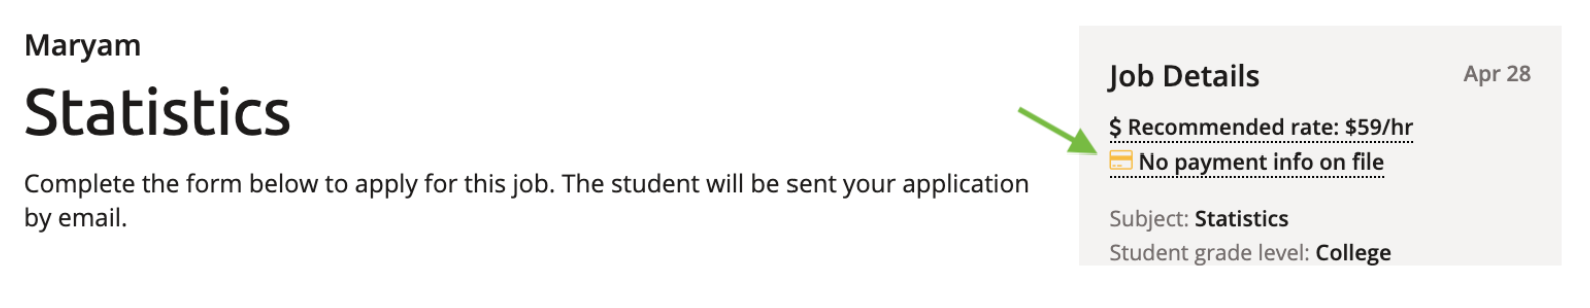 Maryam
Statistics
Complete the form below to apply for this job. The student will be sent your application
by email.
Job Details
Apr 28
$ Recommended rate: $59/hr
No payment info on file
Subject: Statistics
Student grade level: College